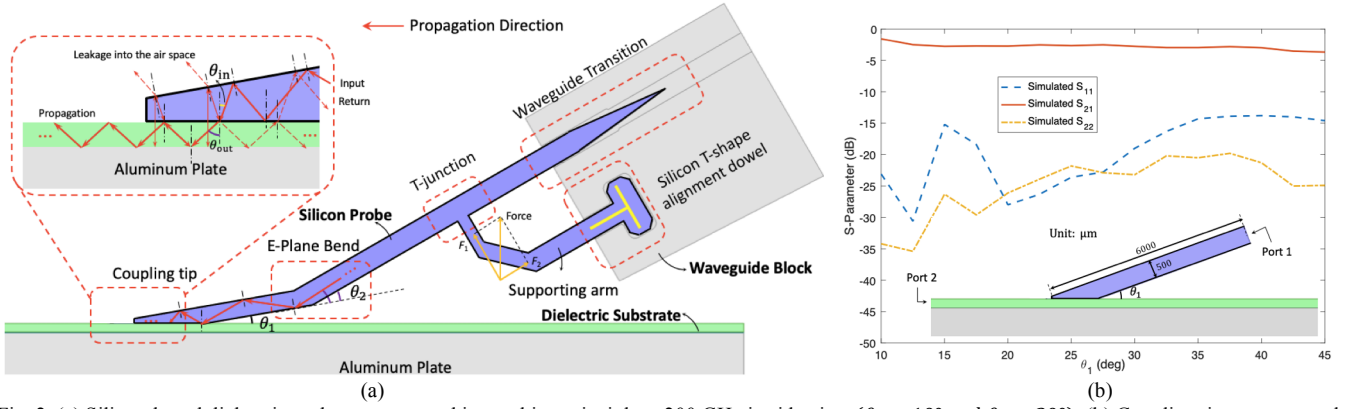 Propagation Direction
Leakage into the air space
θin
Input
Return
Propagation
...
...
θout
Aluminum Plate
Waveguide Transition
T-junction
Silicon T-shape
alignment dowel
Silicon Probe
Force
F1
F2
E-Plane Bend
Coupling tip
θ2
Waveguide Block
Supporting arm
...
...
θ1
Dielectric Substrate
Aluminum Plate
(a)
S-Parameter (dB)
0
-5
-10
-15
-20
-25
-30
-35
-40
-45
-50
Simulated S11
Simulated S21
Simulated S22
Unit: μm
6000
500
Port 1
Port 2
θ1
10
15
20
25
30
35
40
45
θ1 (deg)
(b)